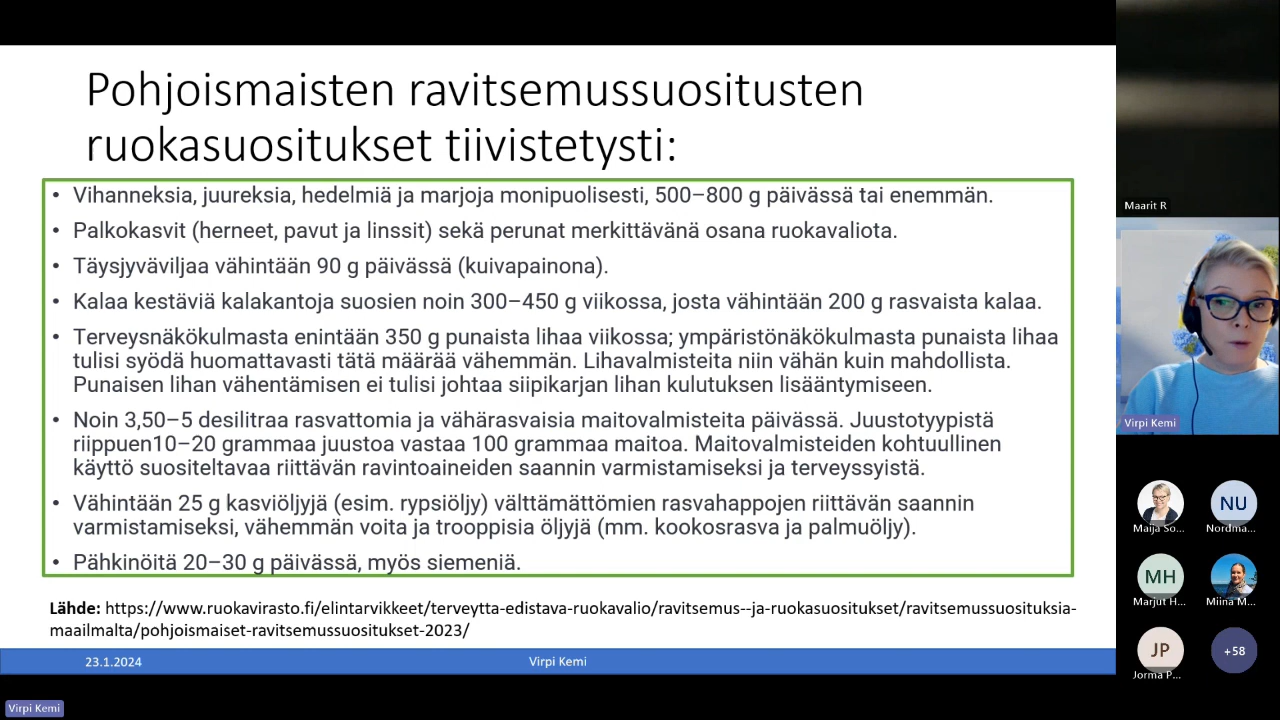 Pohjoismaisten ravitsemussuositusten
ruokasuositukset tiivistetysti:
• Vihanneksia, juureksia, hedelmiä ja marjoja monipuolisesti, 500–800 g päivässä tai enemmän.
• Palkokasvit (herneet, pavut ja linssit) sekä perunat merkittävänä osana ruokavaliota.
• Täysjyväviljaa vähintään 90 g päivässä (kuivapainona).
• Kalaa kestäviä kalakantoja suosien noin 300–450 g viikossa, josta vähintään 200 g rasvaista kalaa.
• Terveysnäkökulmasta enintään 350 g punaista lihaa viikossa; ympäristönäkökulmasta punaista lihaa
tulisi syödä huomattavasti tätä määrää vähemmän. Lihavalmisteita niin vähän kuin mahdollista.
Punaisen lihan vähentämisen ei tulisi johtaa siipikarjan lihan kulutuksen lisääntymiseen.
• Noin 3,50–5 desilitraa rasvattomia ja vähärasvaisia maitovalmisteita päivässä. Juustotyypistä
riippuen10–20 grammaa juustoa vastaa 100 grammaa maitoa. Maitovalmisteiden kohtuullinen
käyttö suositeltavaa riittävän ravintoaineiden saannin varmistamiseksi ja terveyssyistä.
• Vähintään 25 g kasviöljyjä (esim. rypsiöljy) välttämättömien rasvahappojen riittävän saannin
varmistamiseksi, vähemmän voita ja trooppisia öljyjä (mm. kookosrasva ja palmuöljy).
• Pähkinöitä 20–30 g päivässä, myös siemeniä.
Lähde: https://www.ruokavirasto.fi/elintarvikkeet/terveytta-edistava-ruokavalio/ravitsemus--ja-ruokasuositukset/ravitsemussuosituksia-
maailmalta/pohjoismaiset-ravitsemussuositukset-2023/
23.1.2024
Virpi Kemi
Virpi Kemi
Maarit R
Virpi Kemi
Maija So...
NU
Nordma...
MH
Marjut H...
Miina M...
JP
Jorma P...
+58